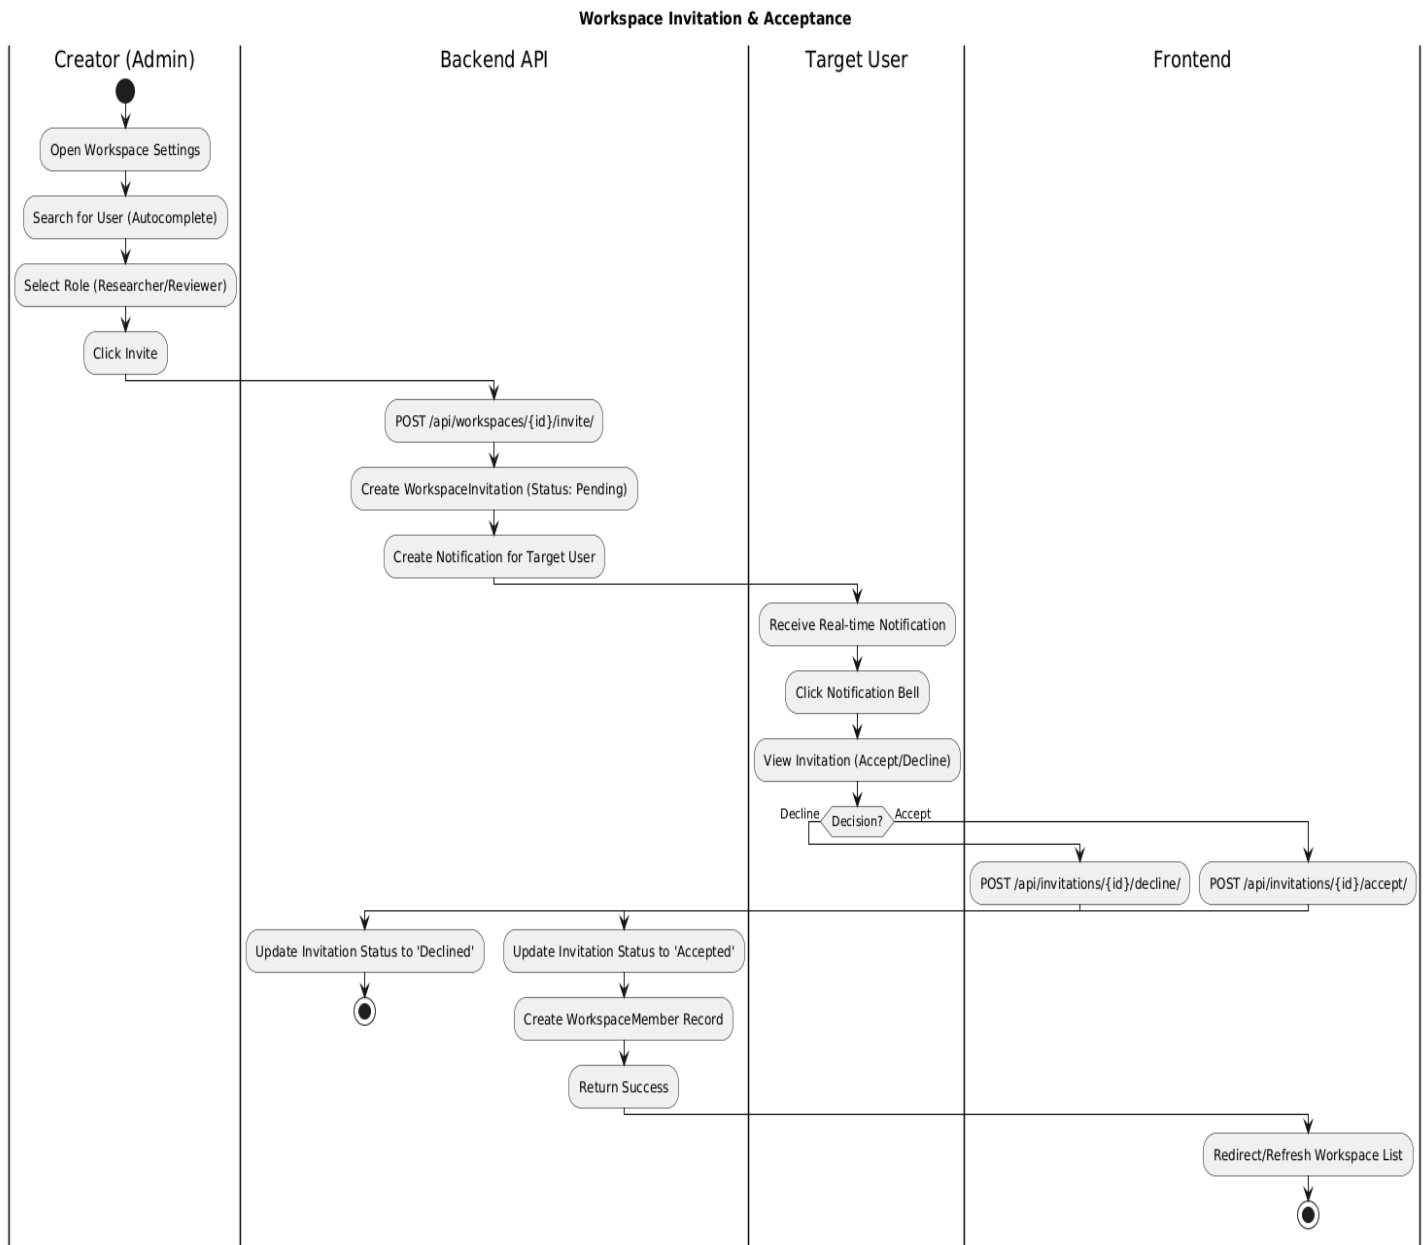 Workspace Invitation & Acceptance
Creator (Admin)
Backend API
Target User
Frontend
Open Workspace Settings
Search for User (Autocomplete)
Select Role (Researcher/Reviewer)
Click Invite
POST /api/workspaces/{id}/invite/
Create WorkspaceInvitation (Status: Pending)
Create Notification for Target User
Receive Real-time Notification
Click Notification Bell
View Invitation (Accept/Decline)
Decline
Decision?
Accept
POST /api/invitations/{id}/decline/
POST /api/invitations/{id}/accept/
Update Invitation Status to 'Declined'
Update Invitation Status to 'Accepted'
Create WorkspaceMember Record
Return Success
Redirect/Refresh Workspace List